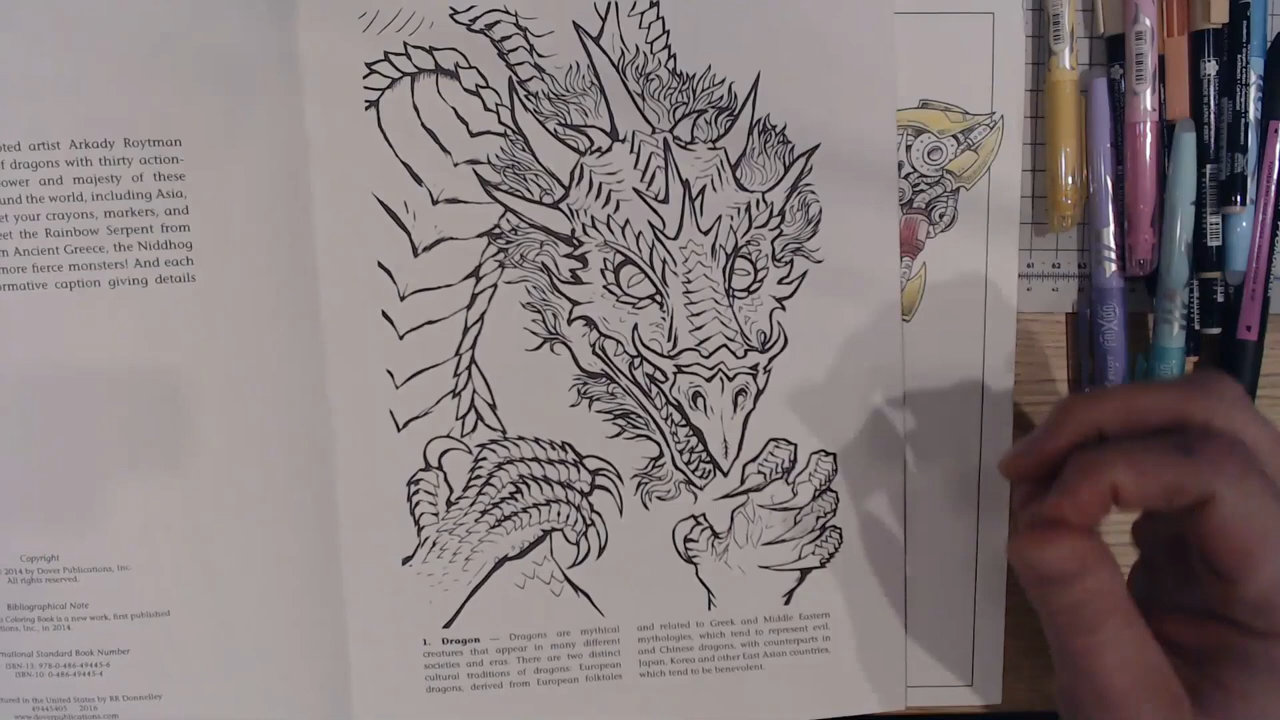 oted artist Arkady Roytman
f dragons with thirty action-
ower and majesty of these
und the world, including Asia,
et your crayons, markers, and
eet the Rainbow Serpent from
m Ancient Greece, the Niddhog
more fierce monsters! And each
ormative caption giving details
Copyright
2014 by Dover Publications, Inc.
All rights reserved.
Bibliographical Note
Coloring Book is a new work, first published
tions, Inc., in 2014.
rnational Standard Book Number
ISBN-13: 978-0-486-49445-6
ISBN-10: 0-486-49445-4
tured in the United States by RR Donnelley
49445405 2016
www.doverpublications.com
1. Dragon — Dragons are mythical
creatures that appear in many different
societies and eras. There are two distinct
cultural traditions of dragons: European
dragons, derived from European folktales
and related to Greek and Middle Eastern
mythologies, which tend to represent evil,
and Chinese dragons, with counterparts in
Japan, Korea and other East Asian countries,
which tend to be benevolent.
61 62